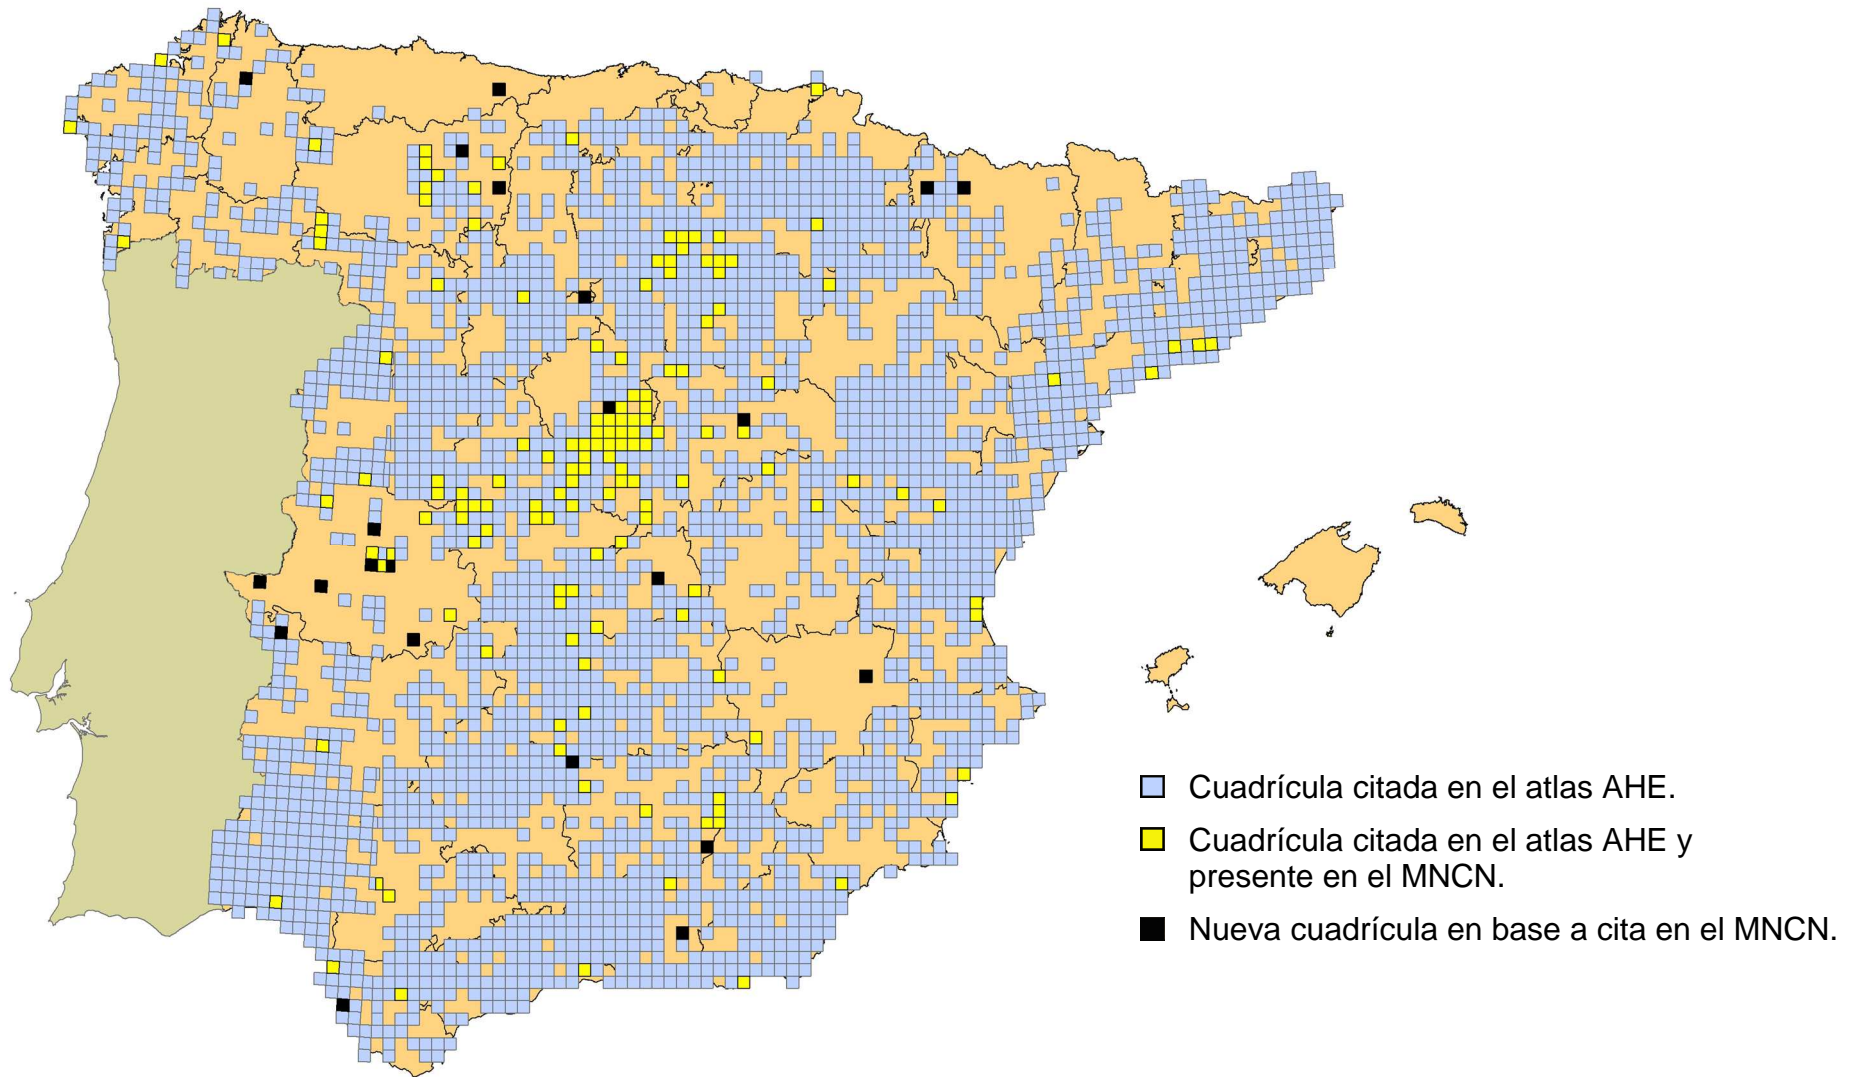 Cuadrícula citada en el atlas AHE.
Cuadrícula citada en el atlas AHE y
presente en el MNCN.
Nueva cuadrícula en base a cita en el MNCN.